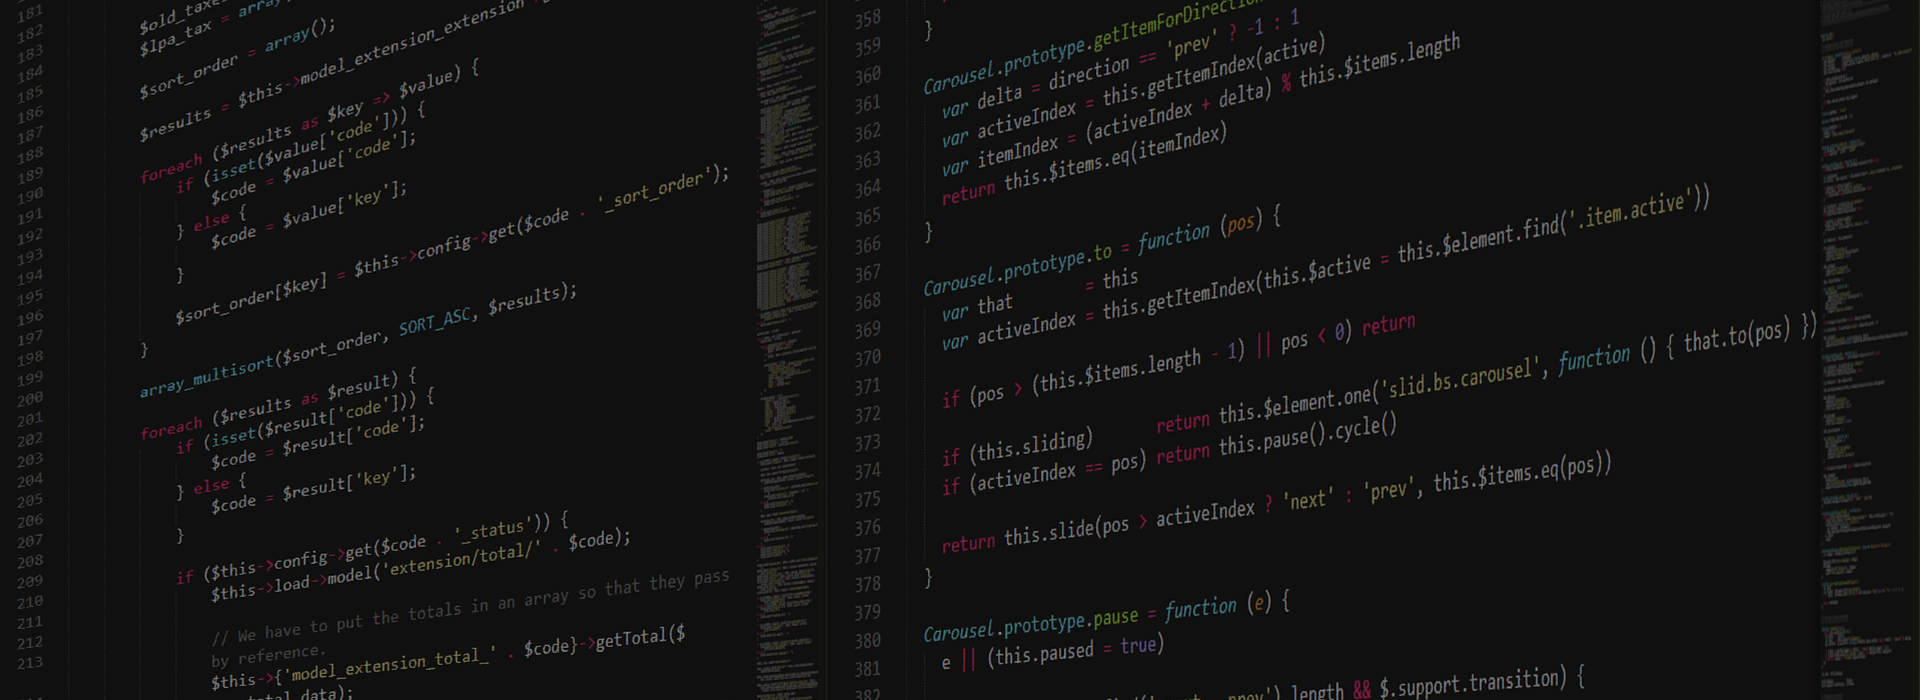 181
182
183
184
185
186
187
188
189
190
191
192
193
194
195
196
197
198
199
200
201
202
203
204
205
206
207
208
209
210
211
212
213
$lpa_tax = array
$sort_order = array();
$results = $this->model_extension_extension
foreach ($results as $key => $value) {
if (isset($value['code'])) {
$code = $value['code'];
} else {
$code = $value['key'];
}
$sort_order[$key] = $this->config->get($code . '_sort_order');
}
array_multisort($sort_order, SORT_ASC, $results);
foreach ($results as $result) {
if (isset($result['code'])) {
$code = $result['code'];
} else {
$code = $result['key'];
}
if ($this->config->get($code . '_status')) {
$this->load->model('extension/total/' . $code);
// We have to put the totals in an array so that they pass
by reference.
$this->{'model_extension_total_' . $code}->getTotal($
total_data);
358
359
360
361
362
363
364
365
366
367
368
369
370
371
372
373
374
375
376
377
378
379
380
381
382
}
Carousel.prototype.getItemForDirection
var delta = direction == 'prev' ? -1 : 1
var activeIndex = this.getItemIndex(active)
var itemIndex = (activeIndex + delta) % this.$items.length
return this.$items.eq(itemIndex)
}
Carousel.prototype.to = function (pos) {
var that = this
var activeIndex = this.getItemIndex(this.$active = this.$element.find('.item.active'))
if (pos > (this.$items.length - 1) || pos < 0) return
if (this.sliding) return this.$element.one('slid.bs.carousel', function () { that.to(pos) })
if (activeIndex == pos) return this.pause().cycle()
return this.slide(pos > activeIndex ? 'next' : 'prev', this.$items.eq(pos))
}
Carousel.prototype.pause = function (e) {
e || (this.paused = true)
.length && $.support.transition) {